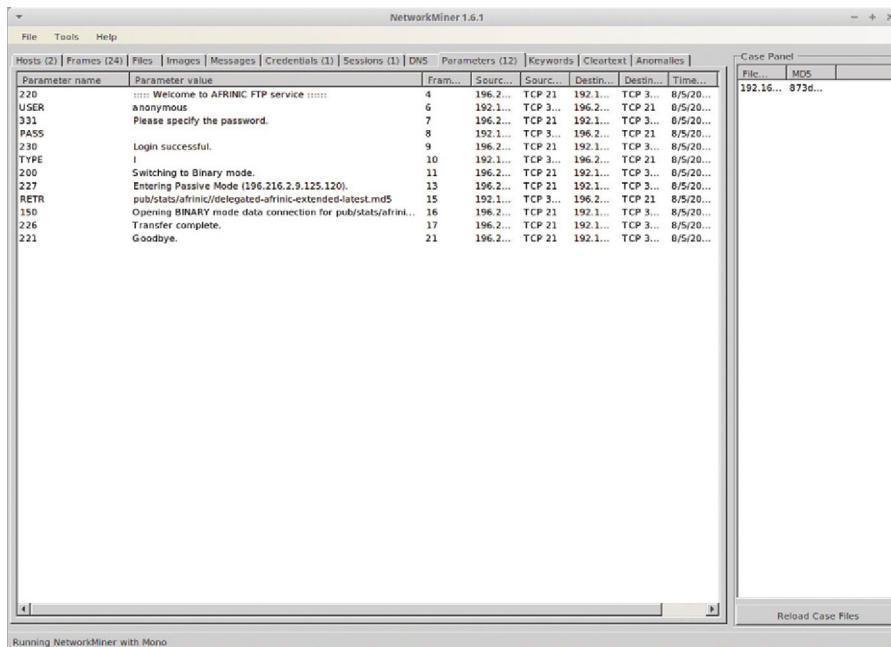 NetworkMiner 1.6.1
File Tools Help
Hosts (2) Frames (24) Files Images Messages Credentials (1) Sessions (1) DNS Parameters (12) Keywords Cleartext Anomalies
Case Panel
Parameter name Parameter value Fram... Sourc... Sourc... Destin... Destin... Time...
File... MD5
220 ::::: Welcome to AFRINIC FTP service :::::: 4 196.2... TCP 21 192.1... TCP 3... 8/5/20...
192.16... 873d...
USER anonymous 6 192.1... TCP 3... 196.2... TCP 21 8/5/20...
331 Please specify the password. 7 196.2... TCP 21 192.1... TCP 3... 8/5/20...
PASS 8 192.1... TCP 3... 196.2... TCP 21 8/5/20...
230 Login successful. 9 196.2... TCP 21 192.1... TCP 3... 8/5/20...
TYPE I 10 192.1... TCP 3... 196.2... TCP 21 8/5/20...
200 Switching to Binary mode. 11 196.2... TCP 21 192.1... TCP 3... 8/5/20...
227 Entering Passive Mode (196.216.2.9.125.120). 13 196.2... TCP 21 192.1... TCP 3... 8/5/20...
RETR pub/stats/afrinic//delegated-afrinic-extended-latest.md5 15 192.1... TCP 3... 196.2... TCP 21 8/5/20...
150 Opening BINARY mode data connection for pub/stats/afrini... 16 196.2... TCP 21 192.1... TCP 3... 8/5/20...
226 Transfer complete. 17 196.2... TCP 21 192.1... TCP 3... 8/5/20...
221 Goodbye. 21 196.2... TCP 21 192.1... TCP 3... 8/5/20...
Reload Case Files
Running NetworkMiner with Mono